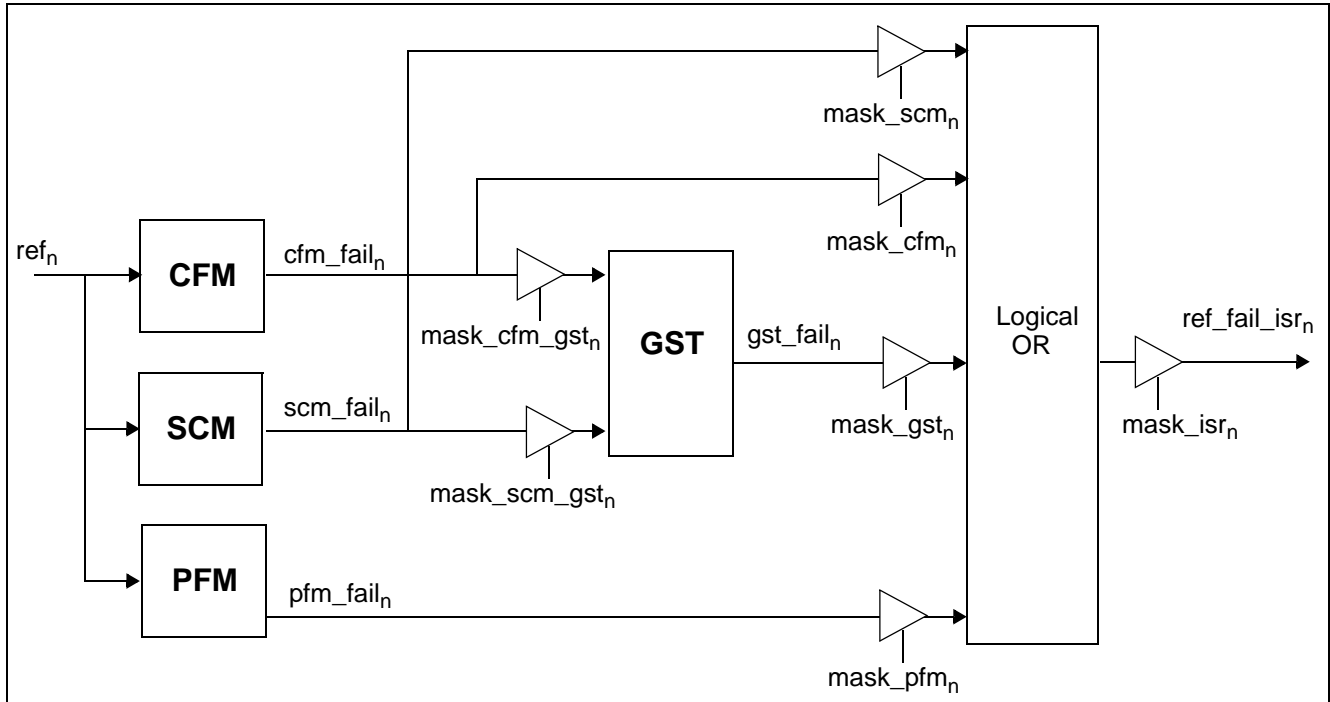 mask_scmn
mask_cfmn
refn
CFM
cfm_failn
mask_cfm_gstn
GST
gst_failn
mask_gstn
Logical
OR
ref_fail_isrn
mask_isrn
SCM
scm_failn
mask_scm_gstn
PFM
pfm_failn
mask_pfmn